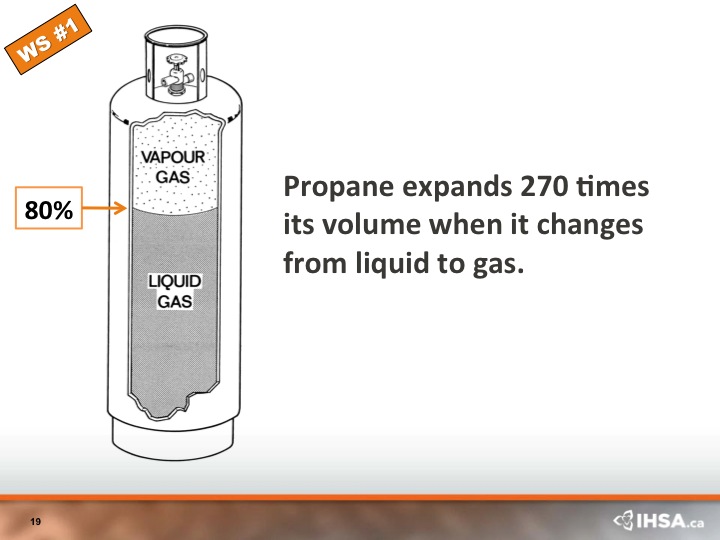 WS #1
VAPOUR
GAS
80%
LIQUID
GAS
Propane expands 270 times
its volume when it changes
from liquid to gas.
19
IHSA.ca